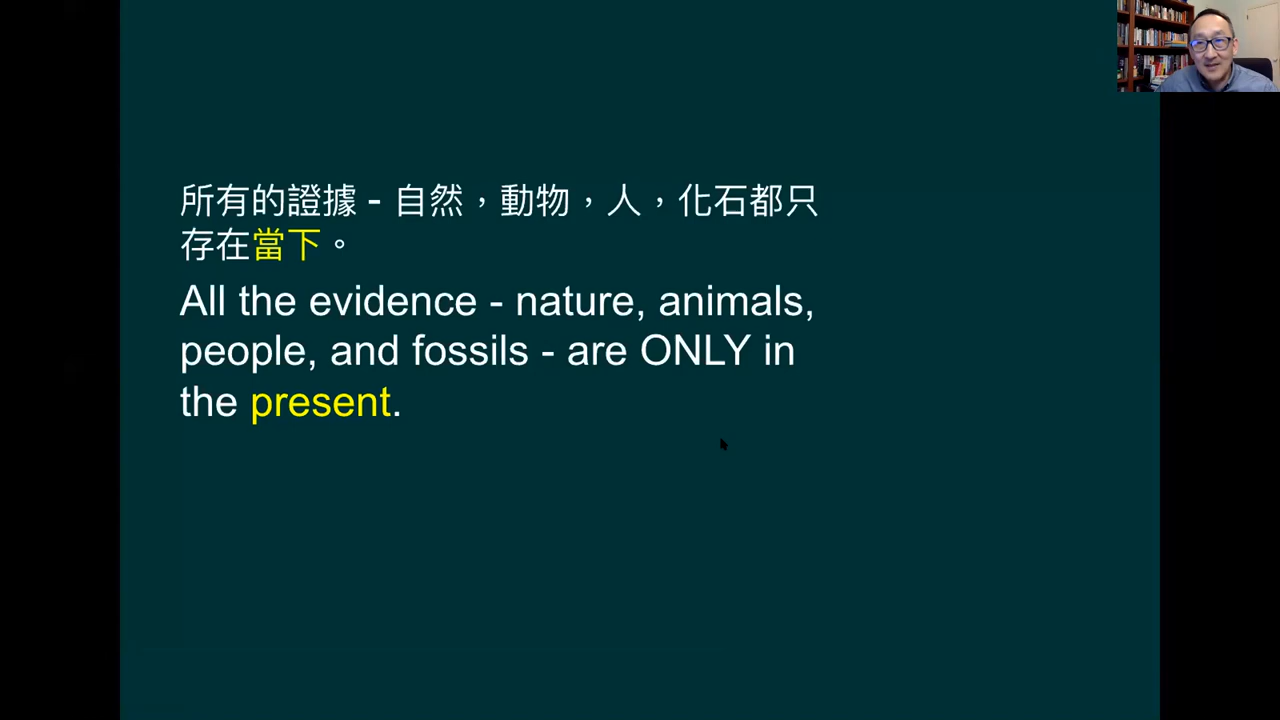 所有的證據 - 自然，動物，人，化石都只
存在當下。
All the evidence - nature, animals,
people, and fossils - are ONLY in
the present.